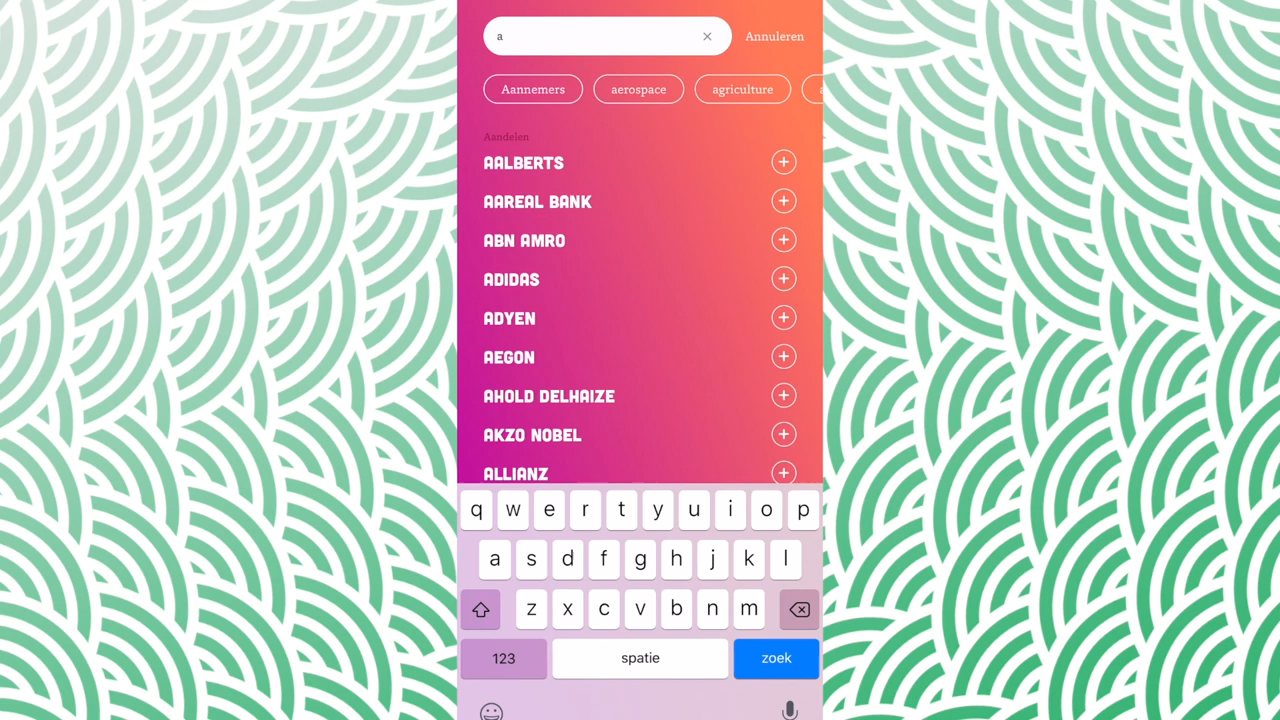 a
Annuleren
Aannemers aerospace agriculture
Aandelen
AALBERTS
AAREAL BANK
ABN AMRO
ADIDAS
ADYEN
AEGON
AHOLD DELHAIZE
AKZO NOBEL
ALLIANZ
q w e r t y u i o p
a s d f g h j k l
z x c v b n m
123 spatie zoek